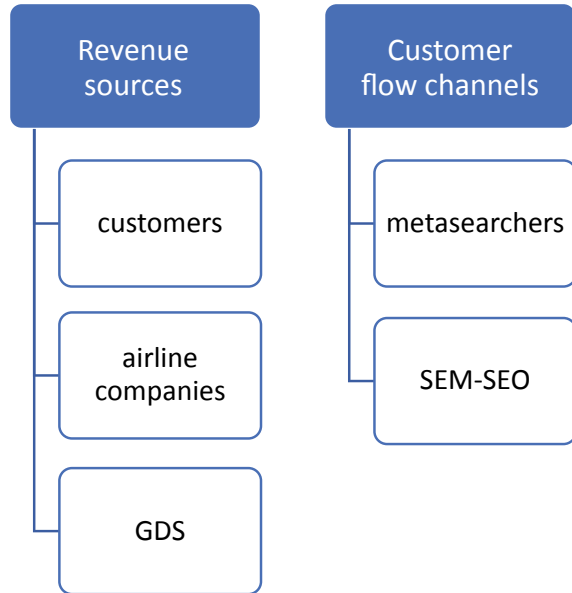 Revenue
sources
customers
airline
companies
GDS
Customer
flow channels
metasearchers
SEM-SEO